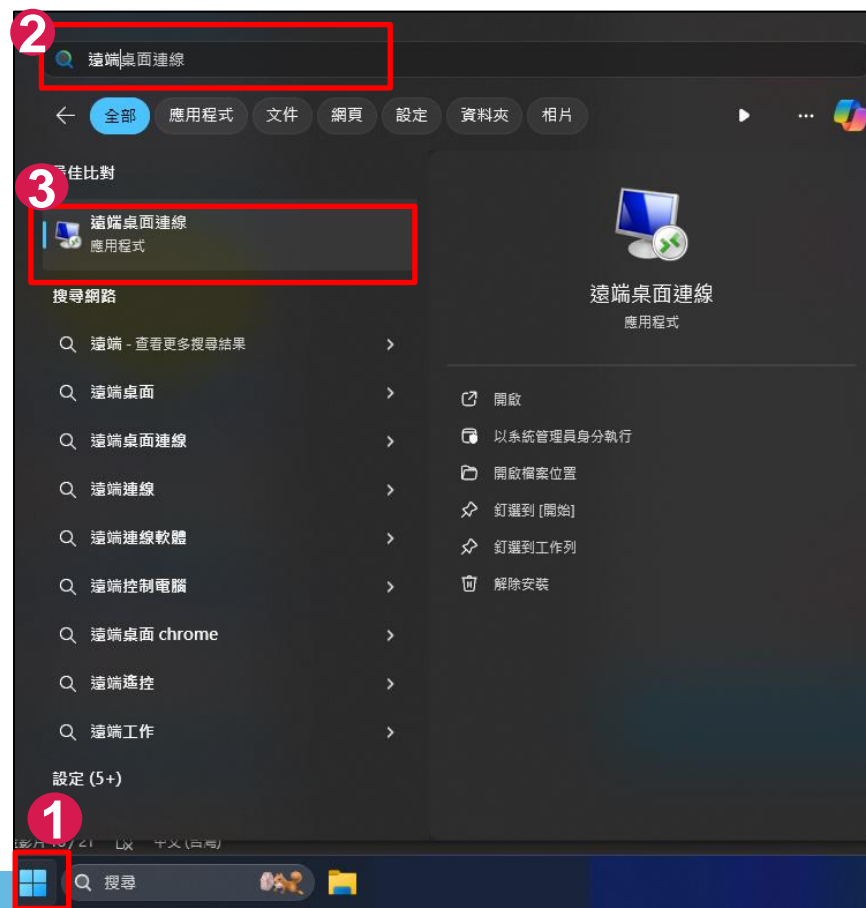 2
遠端桌面連線
全部 應用程式 文件 網頁 設定 資料夾 相片
最佳比對
3
遠端桌面連線
應用程式
搜尋網路
遠端 - 查看更多搜尋結果
遠端桌面
遠端桌面連線
遠端連線
遠端連線軟體
遠端控制電腦
遠端桌面 chrome
遠端遙控
遠端工作
設定 (5+)
遠端桌面連線
應用程式
開啟
以系統管理員身分執行
開啟檔案位置
釘選到 [開始]
釘選到工作列
解除安裝
1
中文 (台灣)
搜尋